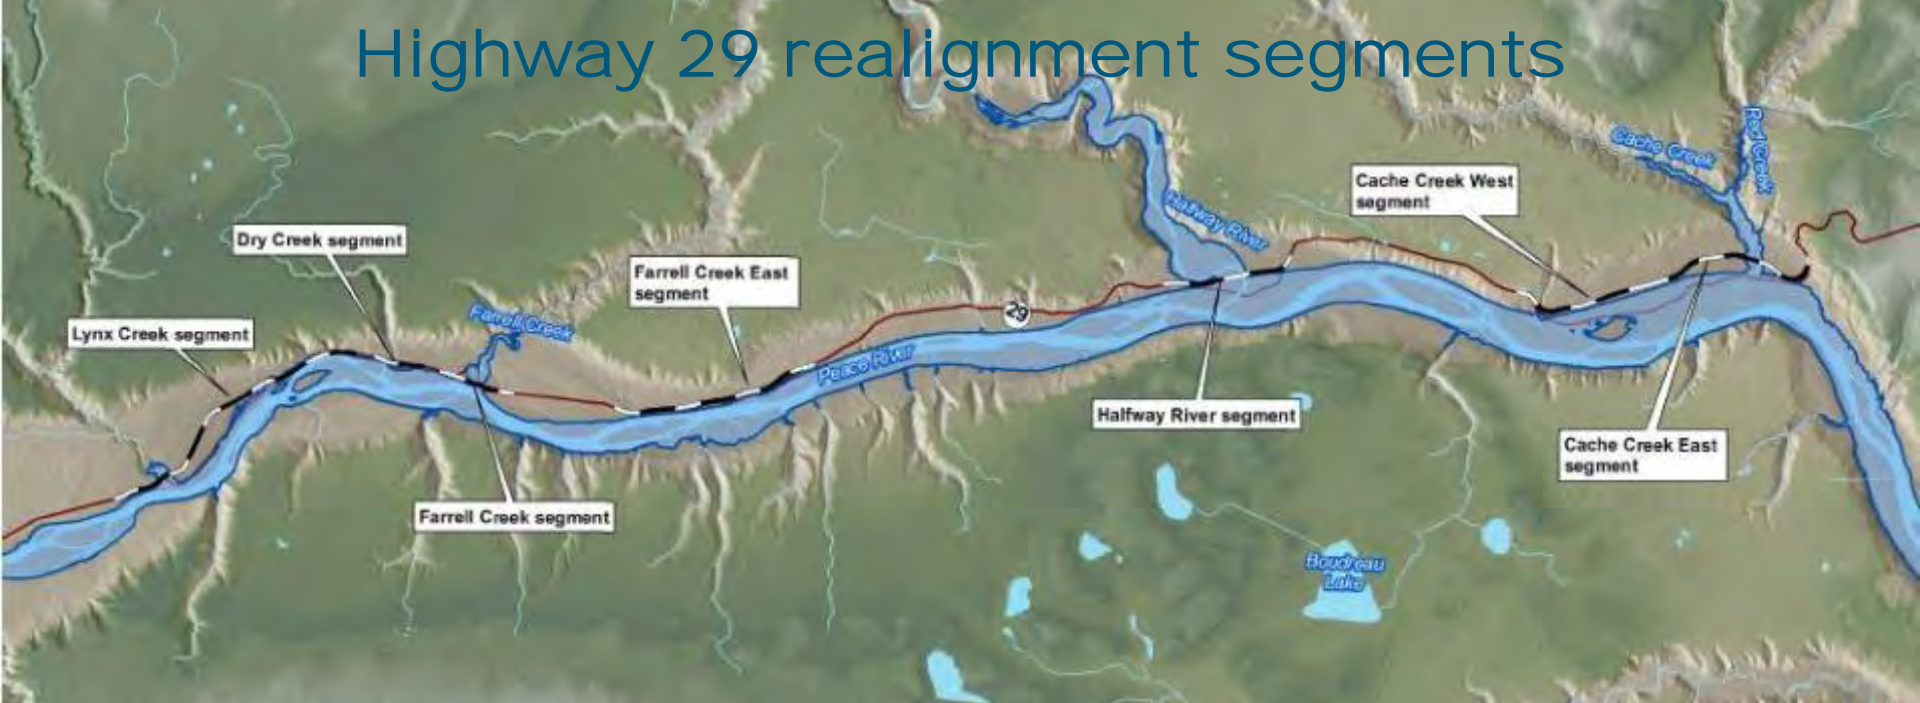 Highway 29 realignment segments
Cache Creek
Red Creek
Cache Creek West
segment
Halfway River
Dry Creek segment
Farrell Creek East
segment
Farrell Creek
29
Lynx Creek segment
Peace River
Halfway River segment
Cache Creek East
segment
Farrell Creek segment
Boudreau
Lake